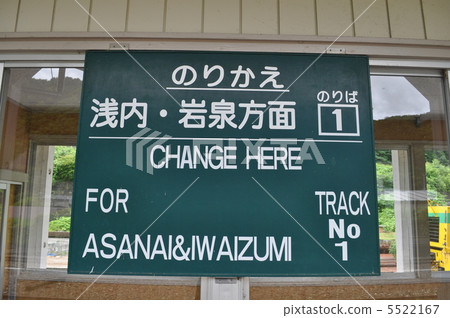 のりかえ
浅内・岩泉方面
のりば
1
CHANGE HERE
FOR
TRACK
No
1
ASANAI&IWAIZUMI
5522167